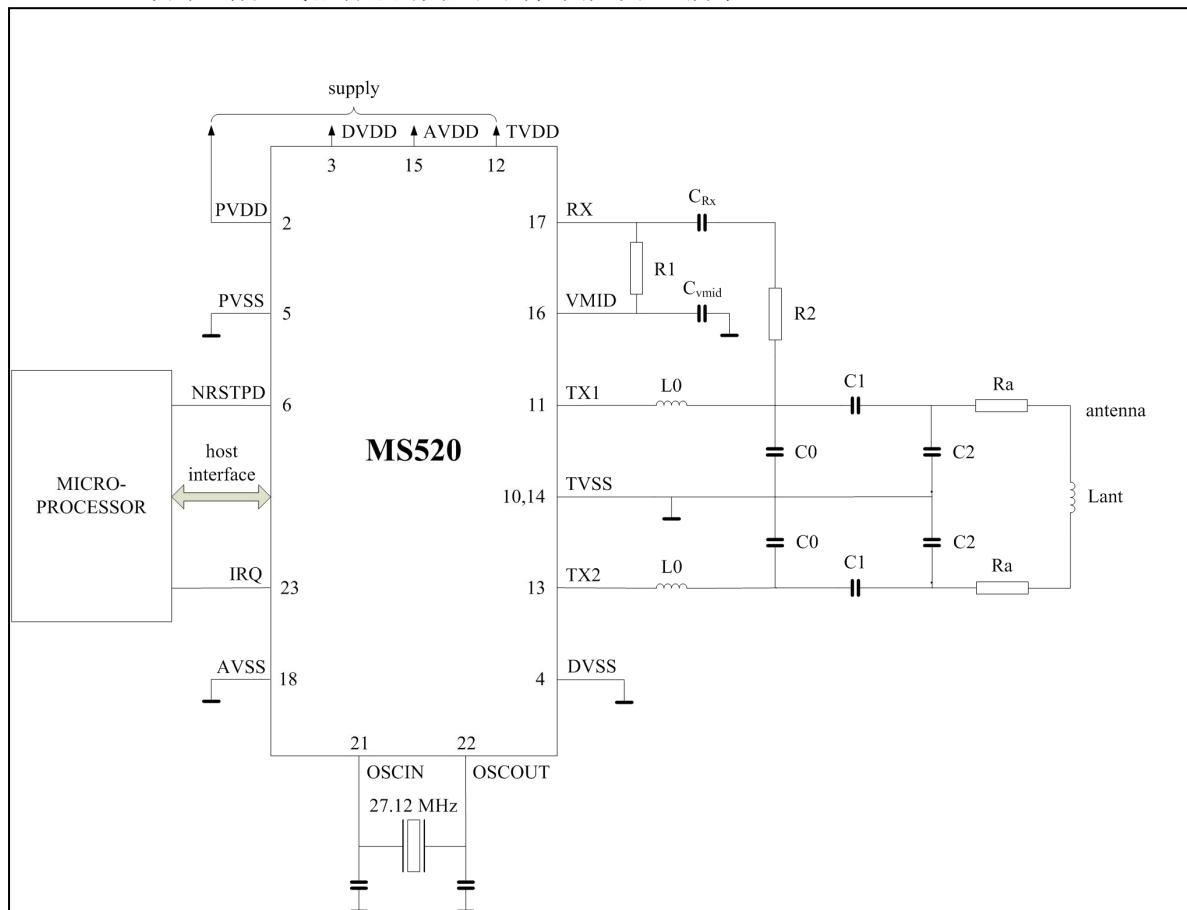 supply
DVDD
AVDD
TVDD
3
15
12
PVDD
2
17
RX
CRx
R1
Cvmid
PVSS
5
16
VMID
R2
NRSTPD
6
11
TX1
L0
C1
Ra
antenna
MS520
host
interface
C0
C2
MICRO-
PROCESSOR
10,14
TVSS
Lant
C0
C2
IRQ
23
13
TX2
L0
C1
Ra
AVSS
18
4
DVSS
21
22
OSCIN
OSCOUT
27.12 MHz